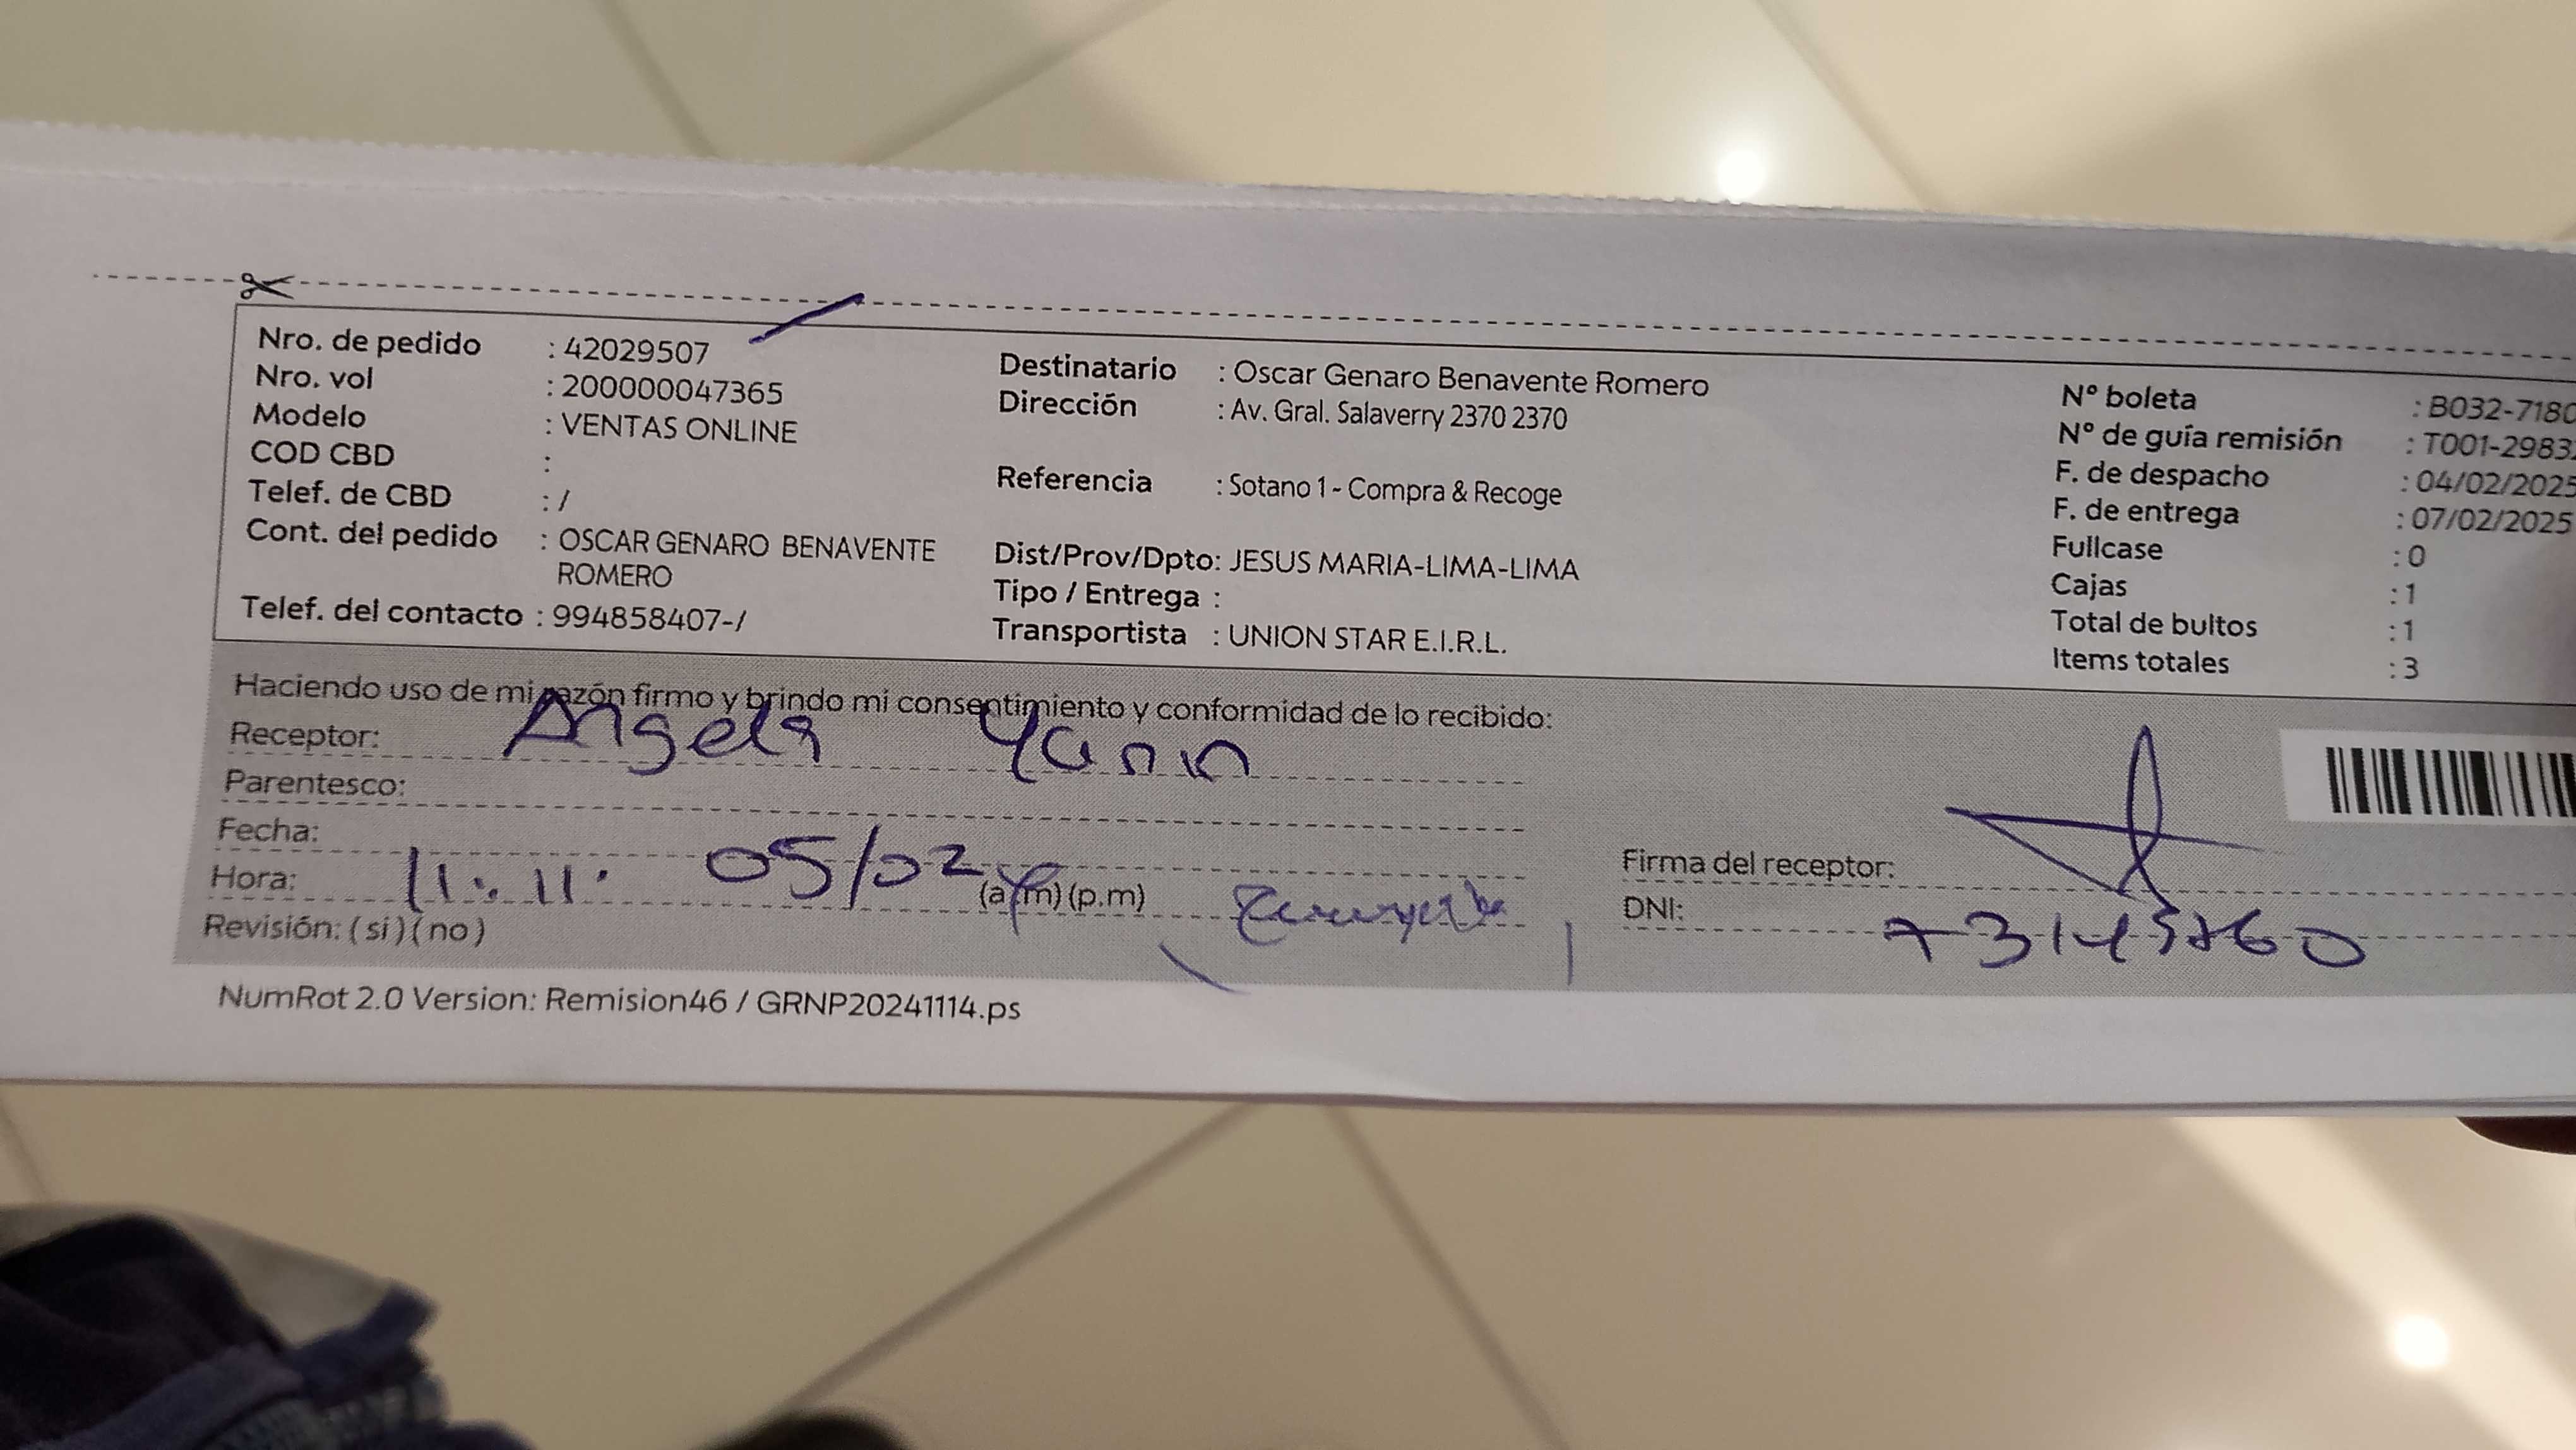 Nro. de pedido : 42029507
Nro. vol : 200000047365
Modelo : VENTAS ONLINE
COD CBD :
Telef. de CBD : /
Cont. del pedido : OSCAR GENARO BENAVENTE
ROMERO
Telef. del contacto : 994858407-/
Destinatario : Oscar Genaro Benavente Romero
Dirección : Av. Gral. Salaverry 2370 2370
Referencia : Sotano 1 - Compra & Recoge
Dist/Prov/Dpto: JESUS MARIA-LIMA-LIMA
Tipo / Entrega :
Transportista : UNION STAR E.I.R.L.
N° boleta : B032-7180
N° de guía remisión : T001-2983
F. de despacho : 04/02/2025
F. de entrega : 07/02/2025
Fullcase : 0
Cajas : 1
Total de bultos : 1
Items totales : 3
Haciendo uso de mi razón firmo y brindo mi consentimiento y conformidad de lo recibido:
Receptor: Angela
Parentesco:
Fecha: 05/02
Hora: 11:11 (a.m) (p.m)
Revisión: ( si ) ( no )
Firma del receptor:
DNI:
NumRot 2.0 Version: Remision46 / GRNP20241114.ps